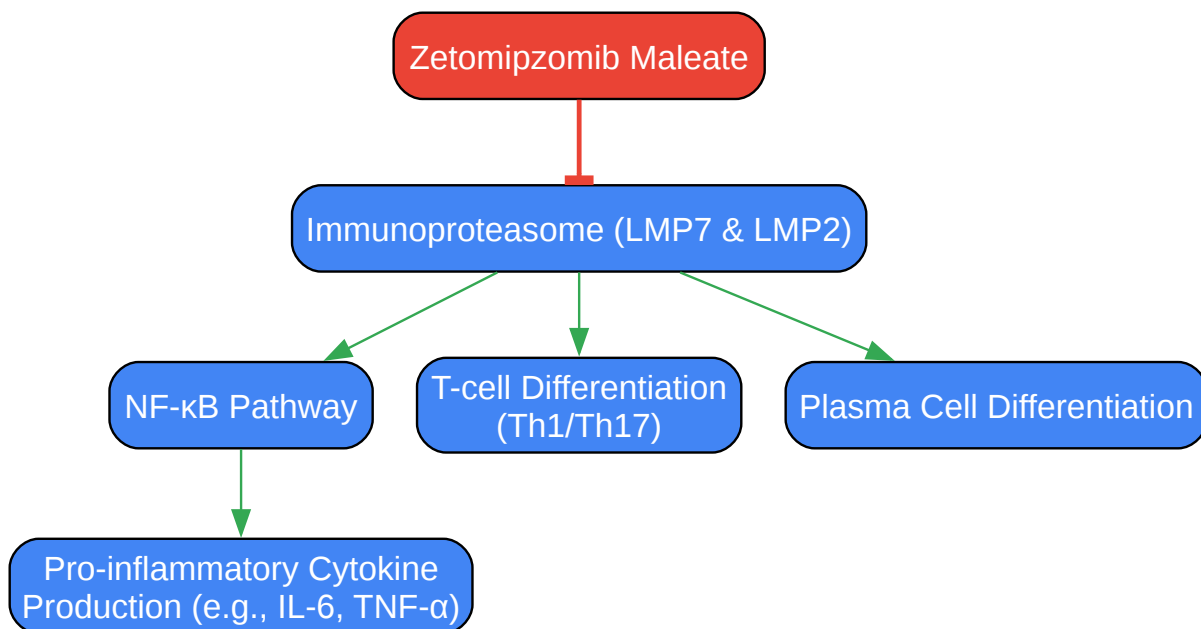 Zetomipzomib Maleate
Immunoproteasome (LMP7 & LMP2)
NF-κB Pathway
T-cell Differentiation
(Th1/Th17)
Plasma Cell Differentiation
Pro-inflammatory Cytokine
Production (e.g., IL-6, TNF-α)